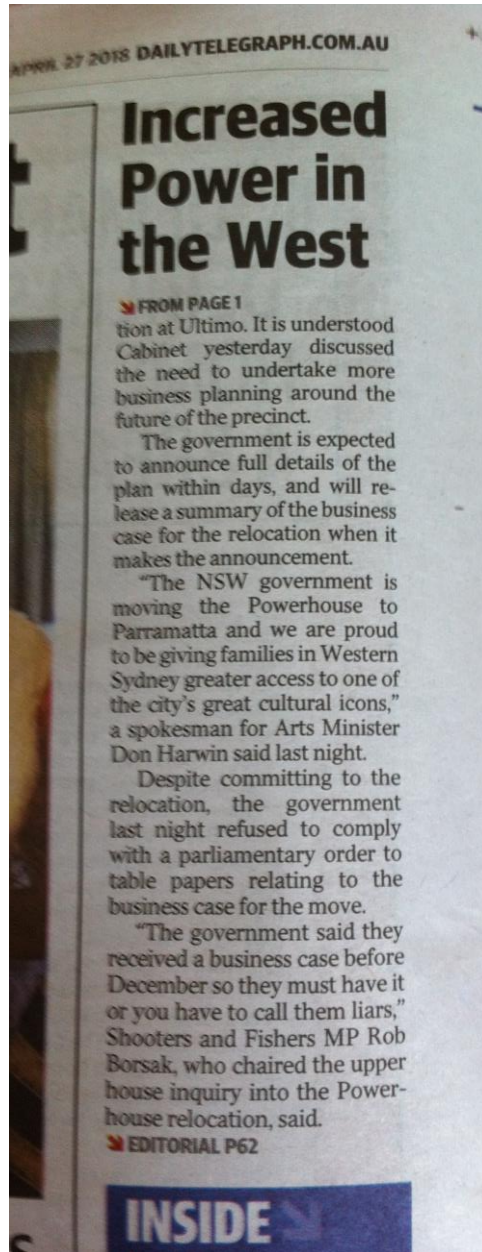 APRIL 27 2018 DAILYTELEGRAPH.COM.AU
Increased
Power in
the West
FROM PAGE 1
tion at Ultimo. It is understood
Cabinet yesterday discussed
the need to undertake more
business planning around the
future of the precinct.
The government is expected
to announce full details of the
plan within days, and will re-
lease a summary of the business
case for the relocation when it
makes the announcement.
"The NSW government is
moving the Powerhouse to
Parramatta and we are proud
to be giving families in Western
Sydney greater access to one of
the city's great cultural icons,"
a spokesman for Arts Minister
Don Harwin said last night.
Despite committing to the
relocation, the government
last night refused to comply
with a parliamentary order to
table papers relating to the
business case for the move.
"The government said they
received a business case before
December so they must have it
or you have to call them liars,"
Shooters and Fishers MP Rob
Borsak, who chaired the upper
house inquiry into the Power-
house relocation, said.
EDITORIAL P62
INSIDE